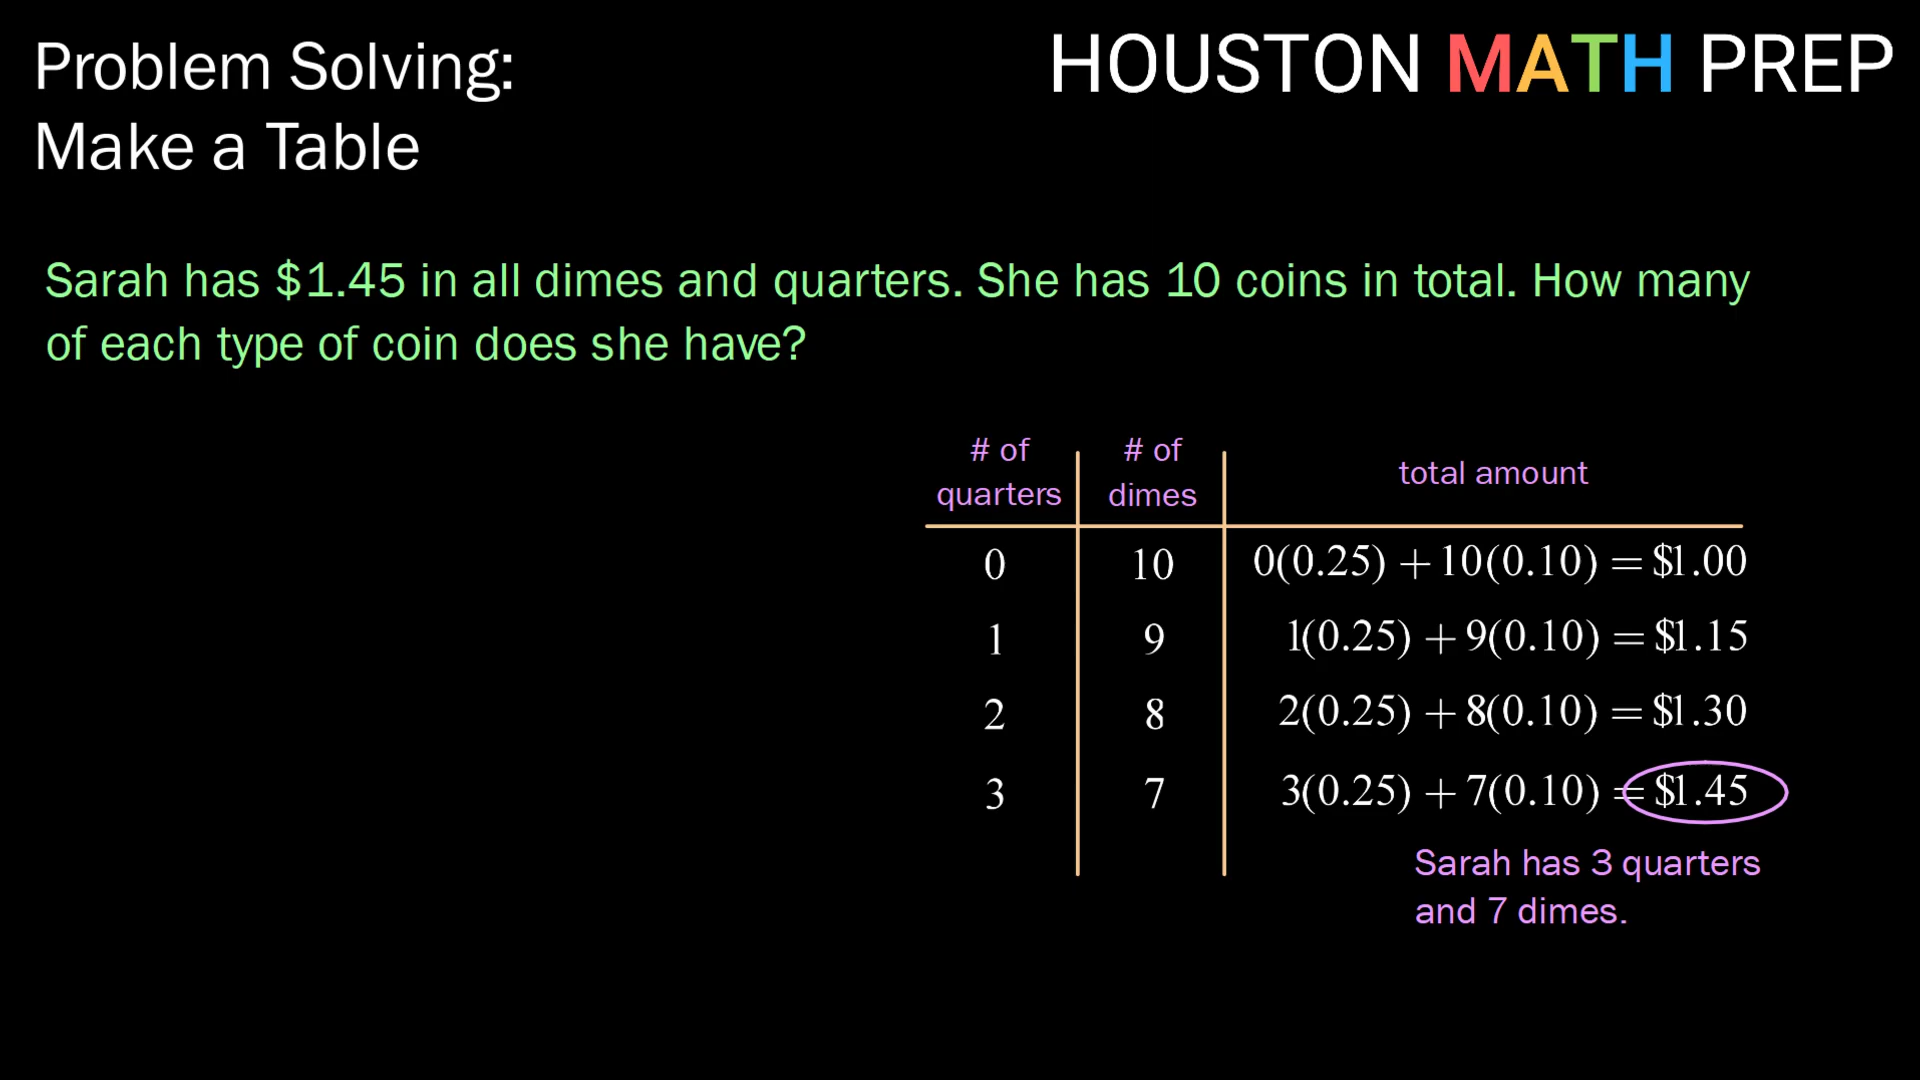 Problem Solving:
Make a Table
HOUSTON MATH PREP
Sarah has $1.45 in all dimes and quarters. She has 10 coins in total. How many
of each type of coin does she have?
# of quarters # of dimes total amount
0 10 0(0.25) + 10(0.10) = $1.00
1 9 1(0.25) + 9(0.10) = $1.15
2 8 2(0.25) + 8(0.10) = $1.30
3 7 3(0.25) + 7(0.10) = $1.45
Sarah has 3 quarters
and 7 dimes.